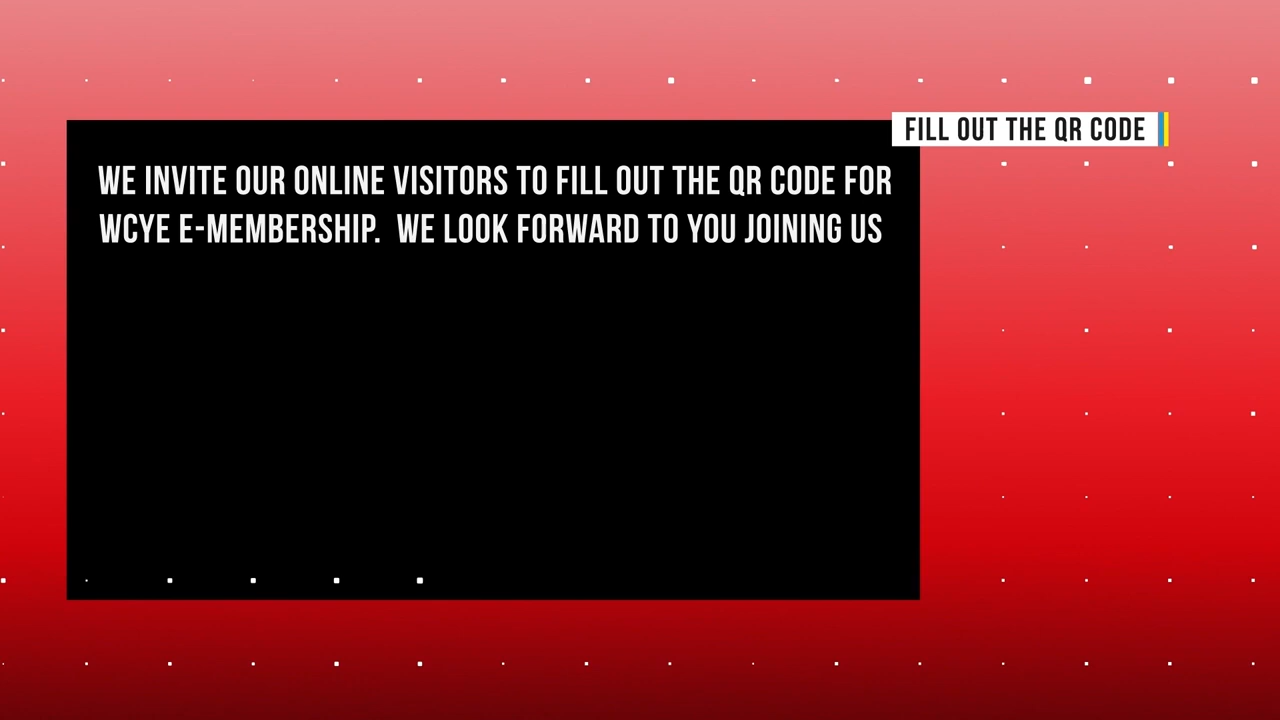 FILL OUT THE QR CODE
WE INVITE OUR ONLINE VISITORS TO FILL OUT THE QR CODE FOR
WCYE E-MEMBERSHIP.  WE LOOK FORWARD TO YOU JOINING US